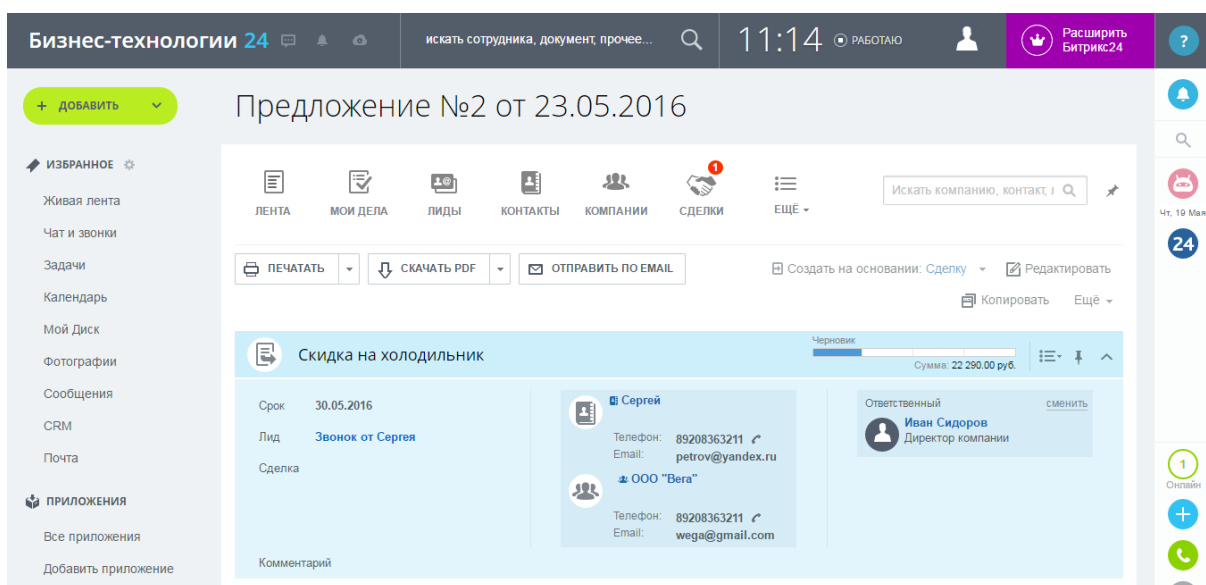 Бизнес-технологии 24
искать сотрудника, документ, прочее...
11:14
РАБОТАЮ
Расширить
Битрикс24
?
+ ДОБАВИТЬ
Предложение №2 от 23.05.2016
ИЗБРАННОЕ
Живая лента
Чат и звонки
Задачи
Календарь
Мой Диск
Фотографии
Сообщения
CRM
Почта
ПРИЛОЖЕНИЯ
Все приложения
Добавить приложение
ЛЕНТА
МОИ ДЕЛА
ЛИДЫ
КОНТАКТЫ
КОМПАНИИ
1
СДЕЛКИ
ЕЩЁ
Искать компанию, контакт,
ПЕЧАТАТЬ
СКАЧАТЬ PDF
ОТПРАВИТЬ ПО EMAIL
Создать на основании: Сделку
Редактировать
Копировать
Ещё
Скидка на холодильник
Черновик
Сумма: 22 290.00 руб.
Срок 30.05.2016
Лид Звонок от Сергея
Сделка
Комментарий
Сергей
Телефон: 89208363211
Email: petrov@yandex.ru
ООО "Вега"
Телефон: 89208363211
Email: wega@gmail.com
Ответственный
сменить
Иван Сидоров
Директор компании
Чт, 19 Мая
24
1
Онлайн